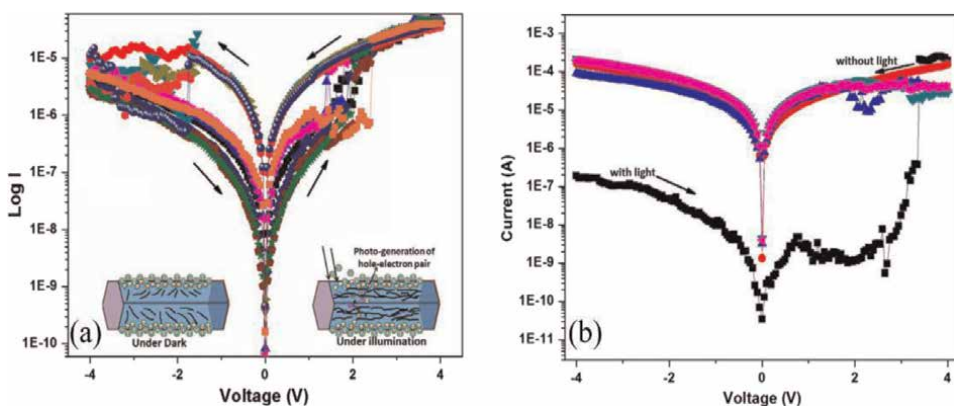 1E-5
1E-6
1E-7
1E-8
1E-9
1E-10
Log I
Photo-generation of
hole-electron pair
(a)
Under Dark
Under illumination
-4
-2
0
2
4
Voltage (V)
1E-3
1E-4
1E-5
1E-6
1E-7
1E-8
1E-9
1E-10
1E-11
Current (A)
without light
with light
(b)
-4
-2
0
2
4
Voltage (V)